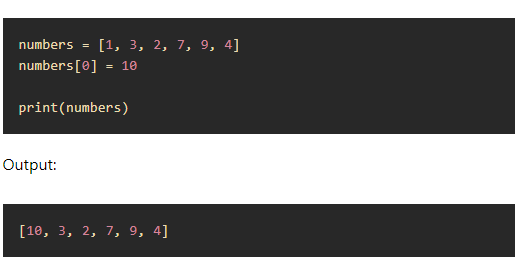 numbers = [1, 3, 2, 7, 9, 4]
numbers[0] = 10
print(numbers)
Output:
[10, 3, 2, 7, 9, 4]